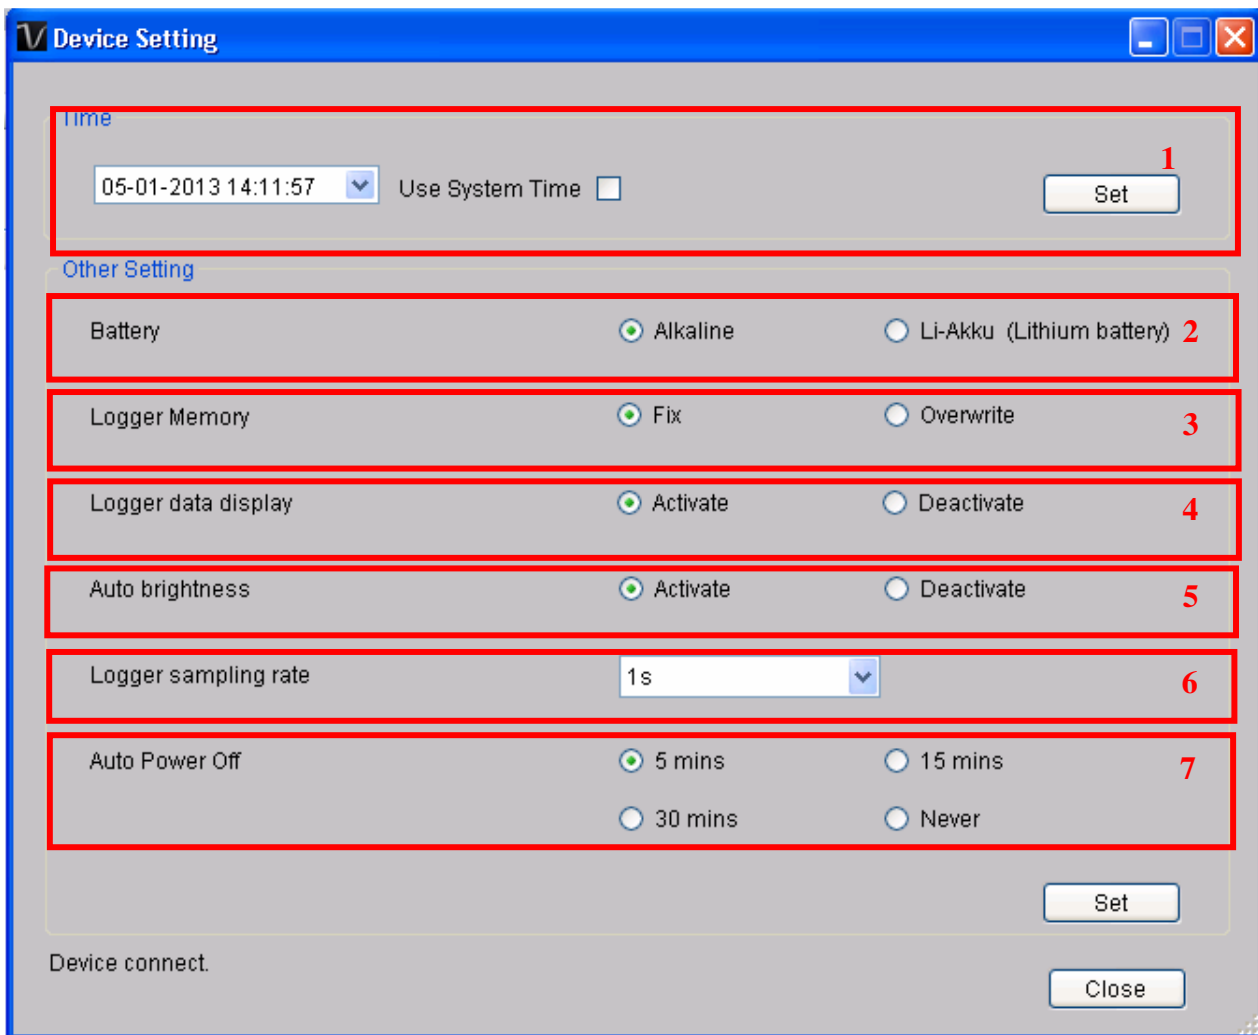 Device Setting
Time
05-01-2013 14:11:57 Use System Time Set 1
Other Setting
Battery Alkaline Li-Akku (Lithium battery) 2
Logger Memory Fix Overwrite 3
Logger data display Activate Deactivate 4
Auto brightness Activate Deactivate 5
Logger sampling rate 1s 6
Auto Power Off 5 mins 15 mins 7
30 mins Never
Set
Device connect.
Close